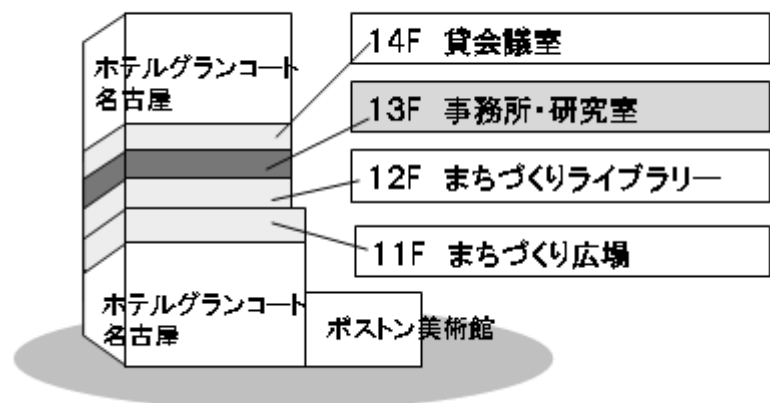 ホテルグランコート
名古屋
14F 貸会議室
13F 事務所・研究室
12F まちづくりライブラリー
11F まちづくり広場
ホテルグランコート
名古屋
ボストン美術館